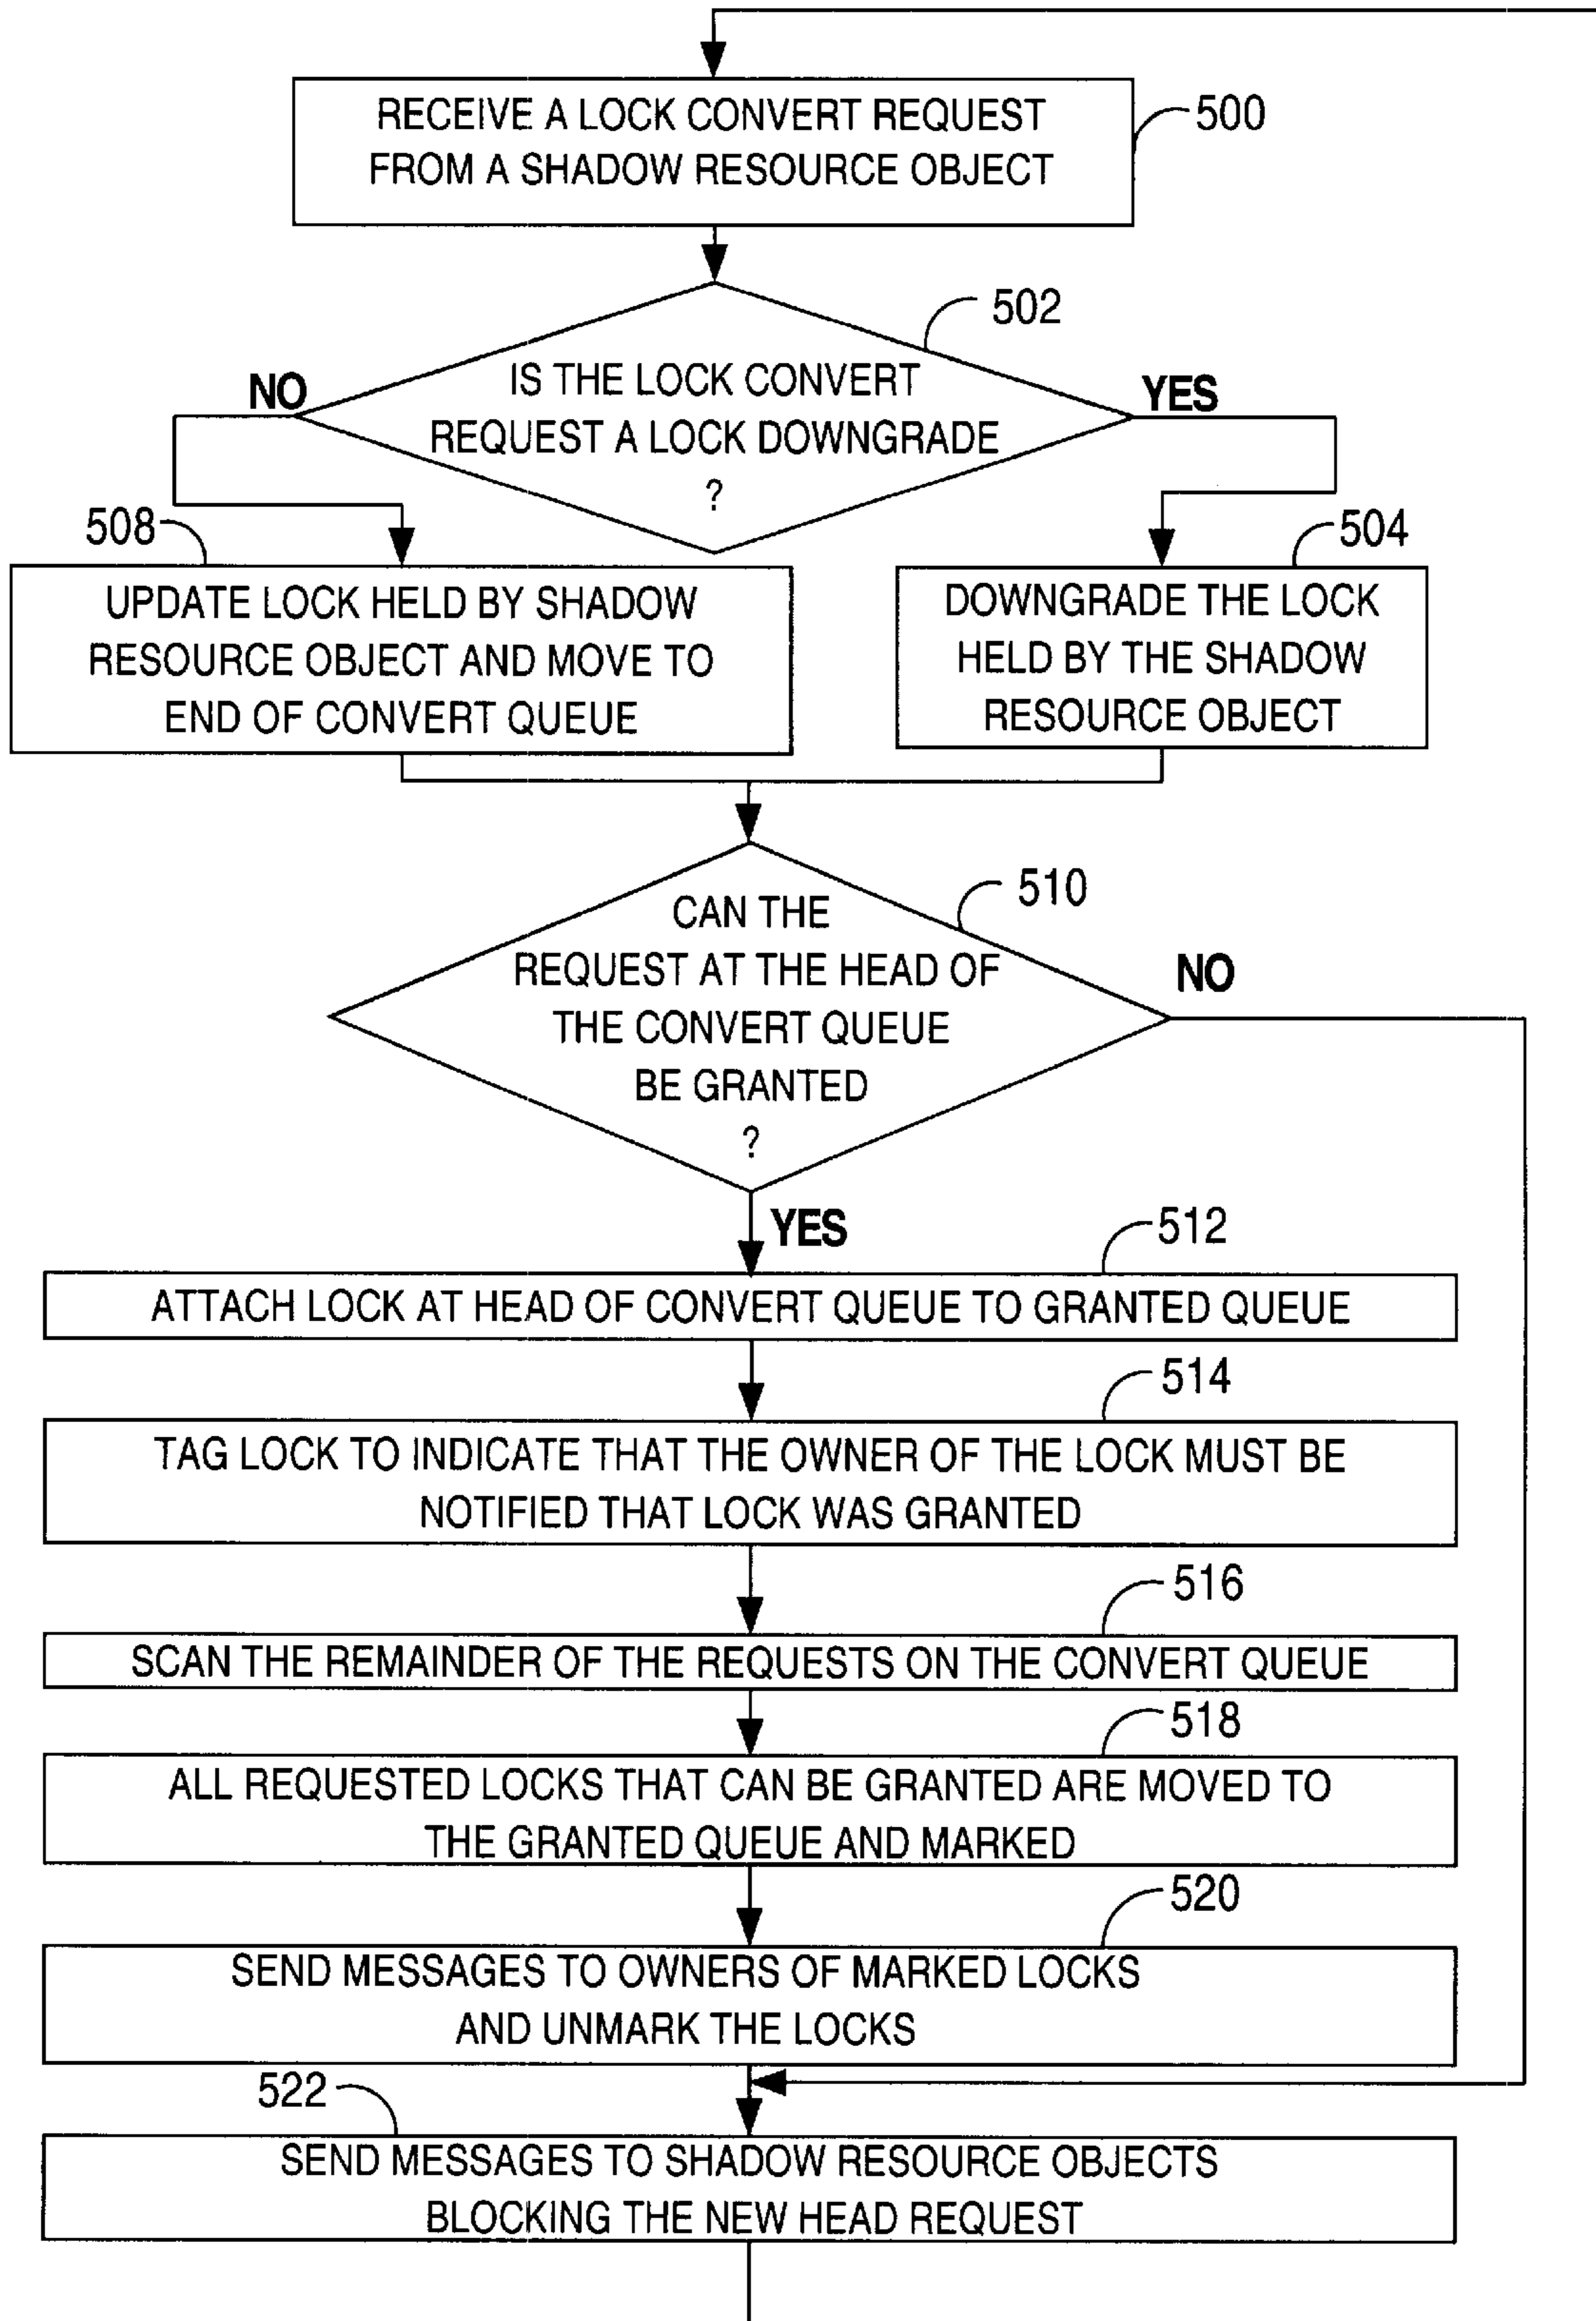 RECEIVE A LOCK CONVERT REQUEST
FROM A SHADOW RESOURCE OBJECT
500
502
IS THE LOCK CONVERT
REQUEST A LOCK DOWNGRADE
?
NO
YES
508
UPDATE LOCK HELD BY SHADOW
RESOURCE OBJECT AND MOVE TO
END OF CONVERT QUEUE
504
DOWNGRADE THE LOCK
HELD BY THE SHADOW
RESOURCE OBJECT
510
CAN THE
REQUEST AT THE HEAD OF
THE CONVERT QUEUE
BE GRANTED
?
NO
YES
512
ATTACH LOCK AT HEAD OF CONVERT QUEUE TO GRANTED QUEUE
514
TAG LOCK TO INDICATE THAT THE OWNER OF THE LOCK MUST BE
NOTIFIED THAT LOCK WAS GRANTED
516
SCAN THE REMAINDER OF THE REQUESTS ON THE CONVERT QUEUE
518
ALL REQUESTED LOCKS THAT CAN BE GRANTED ARE MOVED TO
THE GRANTED QUEUE AND MARKED
520
SEND MESSAGES TO OWNERS OF MARKED LOCKS
AND UNMARK THE LOCKS
522
SEND MESSAGES TO SHADOW RESOURCE OBJECTS
BLOCKING THE NEW HEAD REQUEST